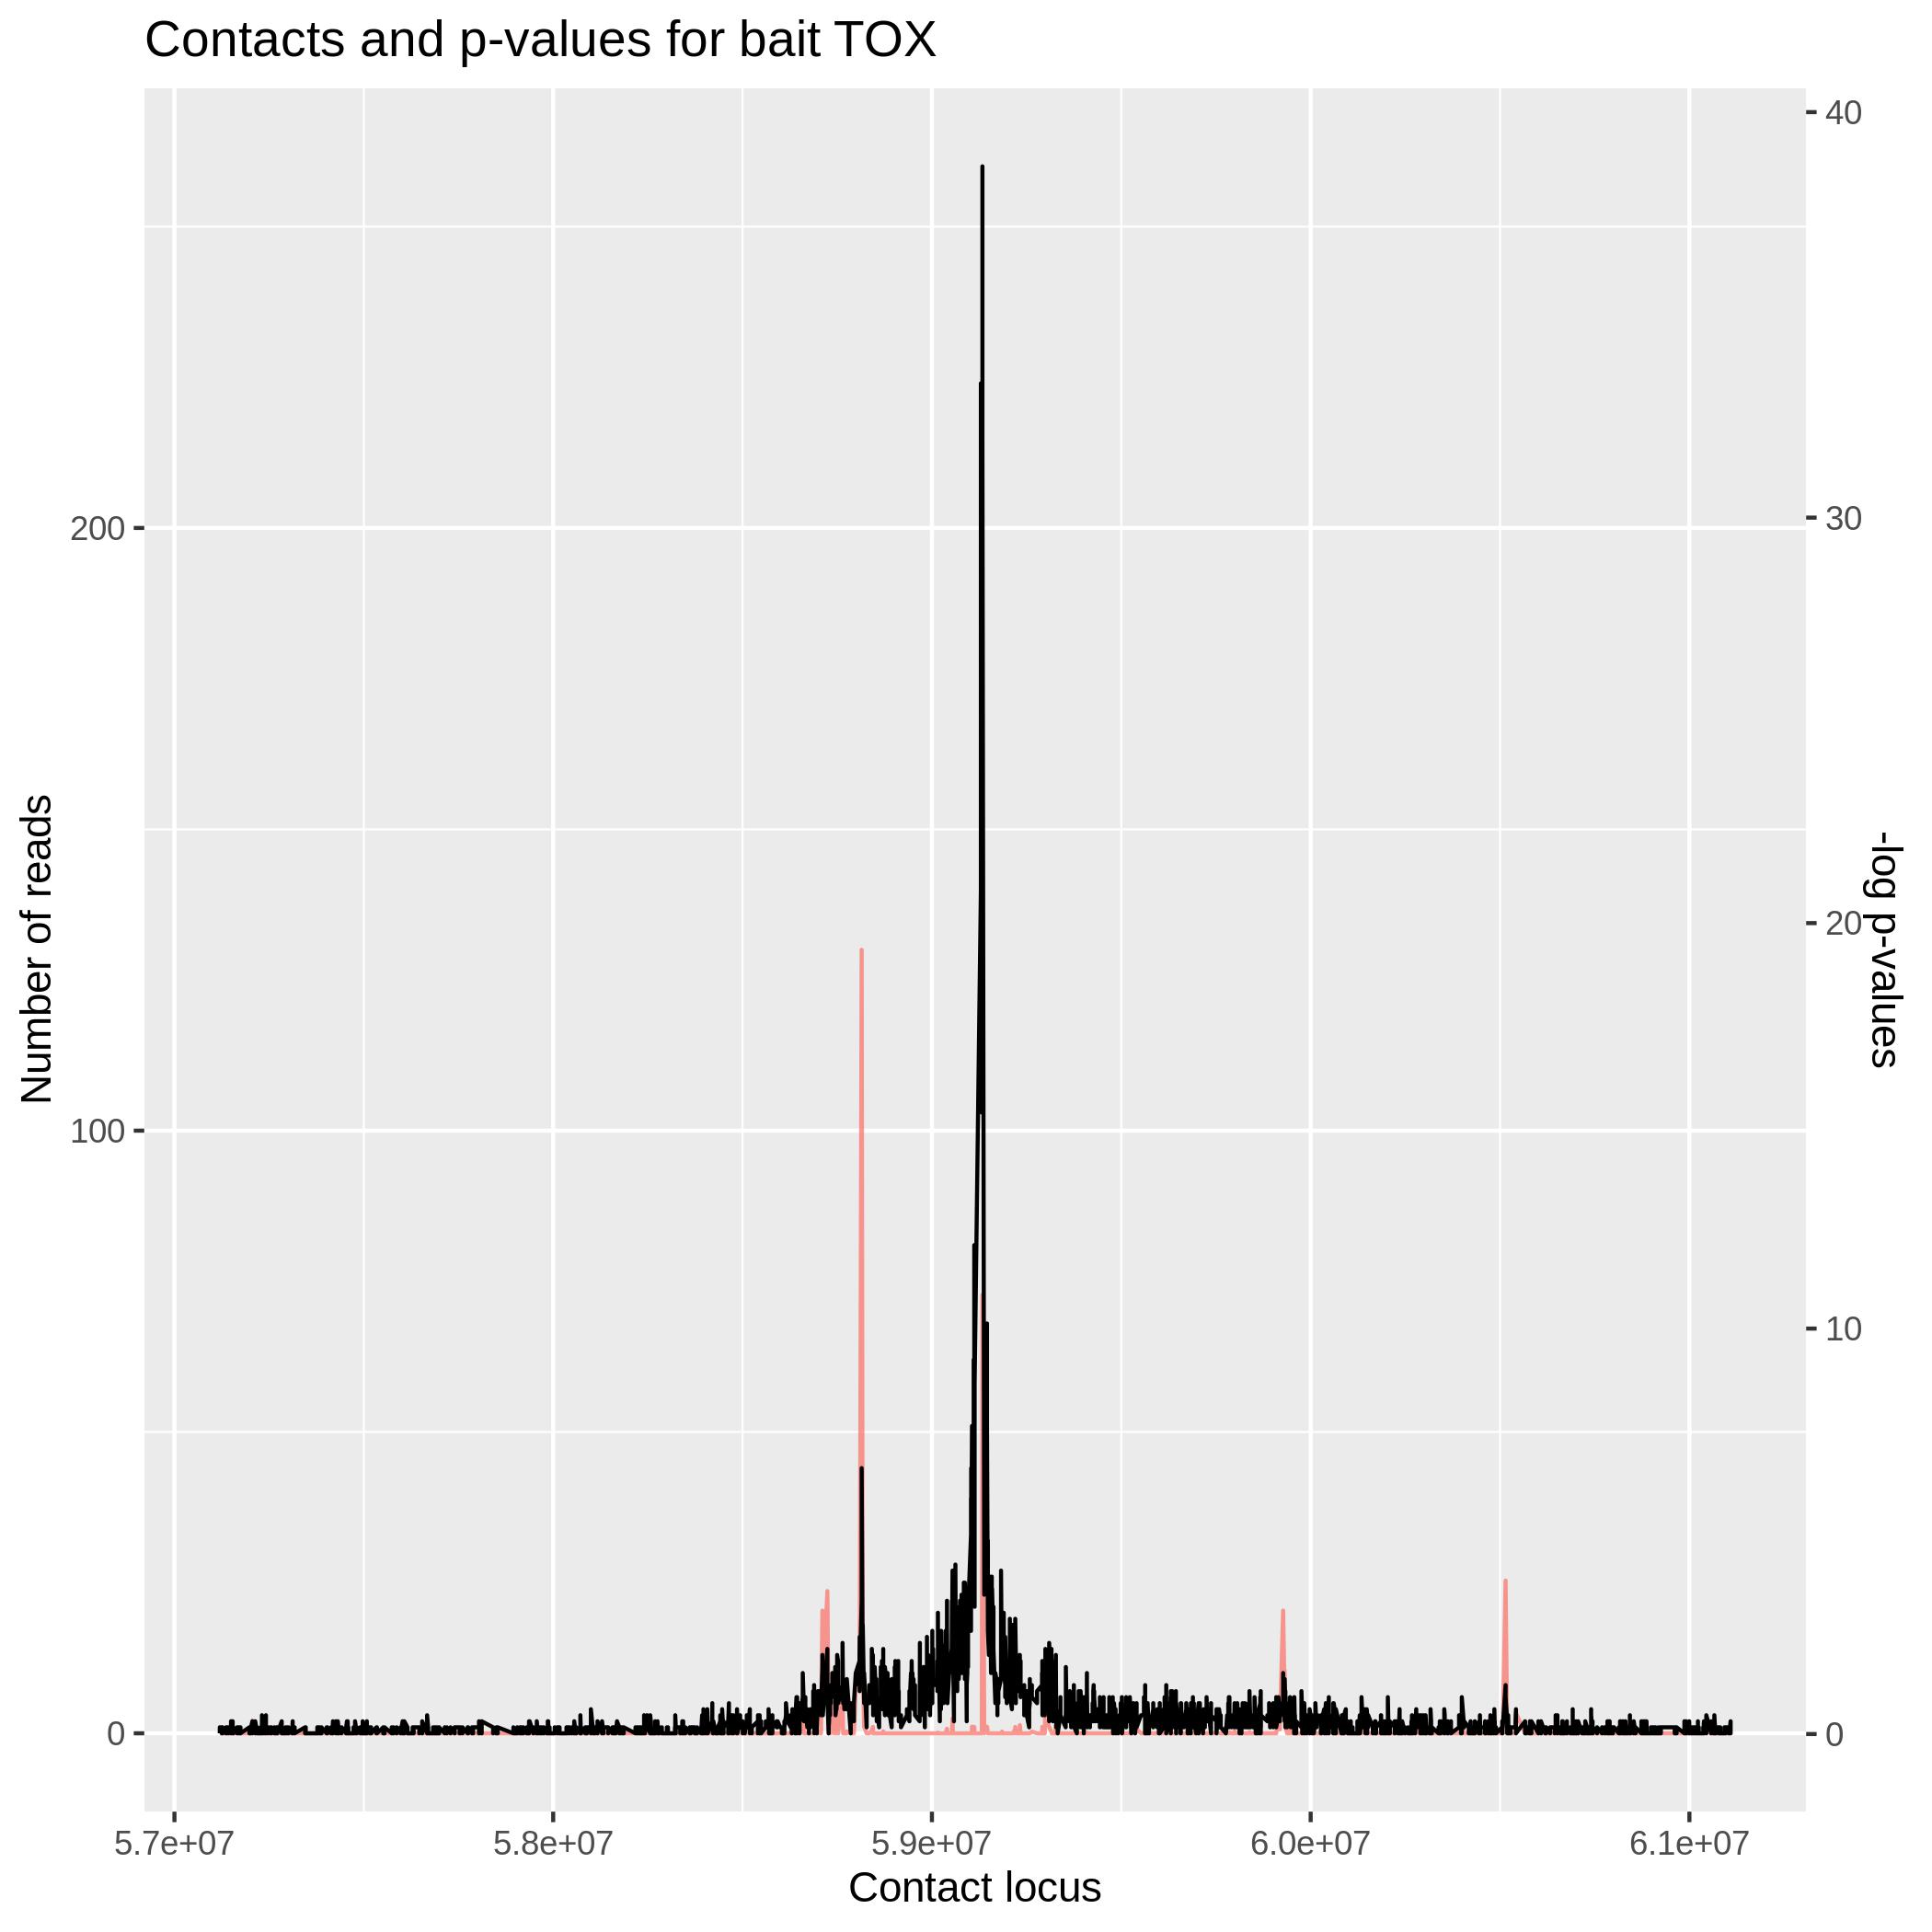 Contacts and p-values for bait TOX
Number of reads
200
100
0
40
30
20
10
0
-log p-values
5.7e+07 5.8e+07 5.9e+07 6.0e+07 6.1e+07
Contact locus